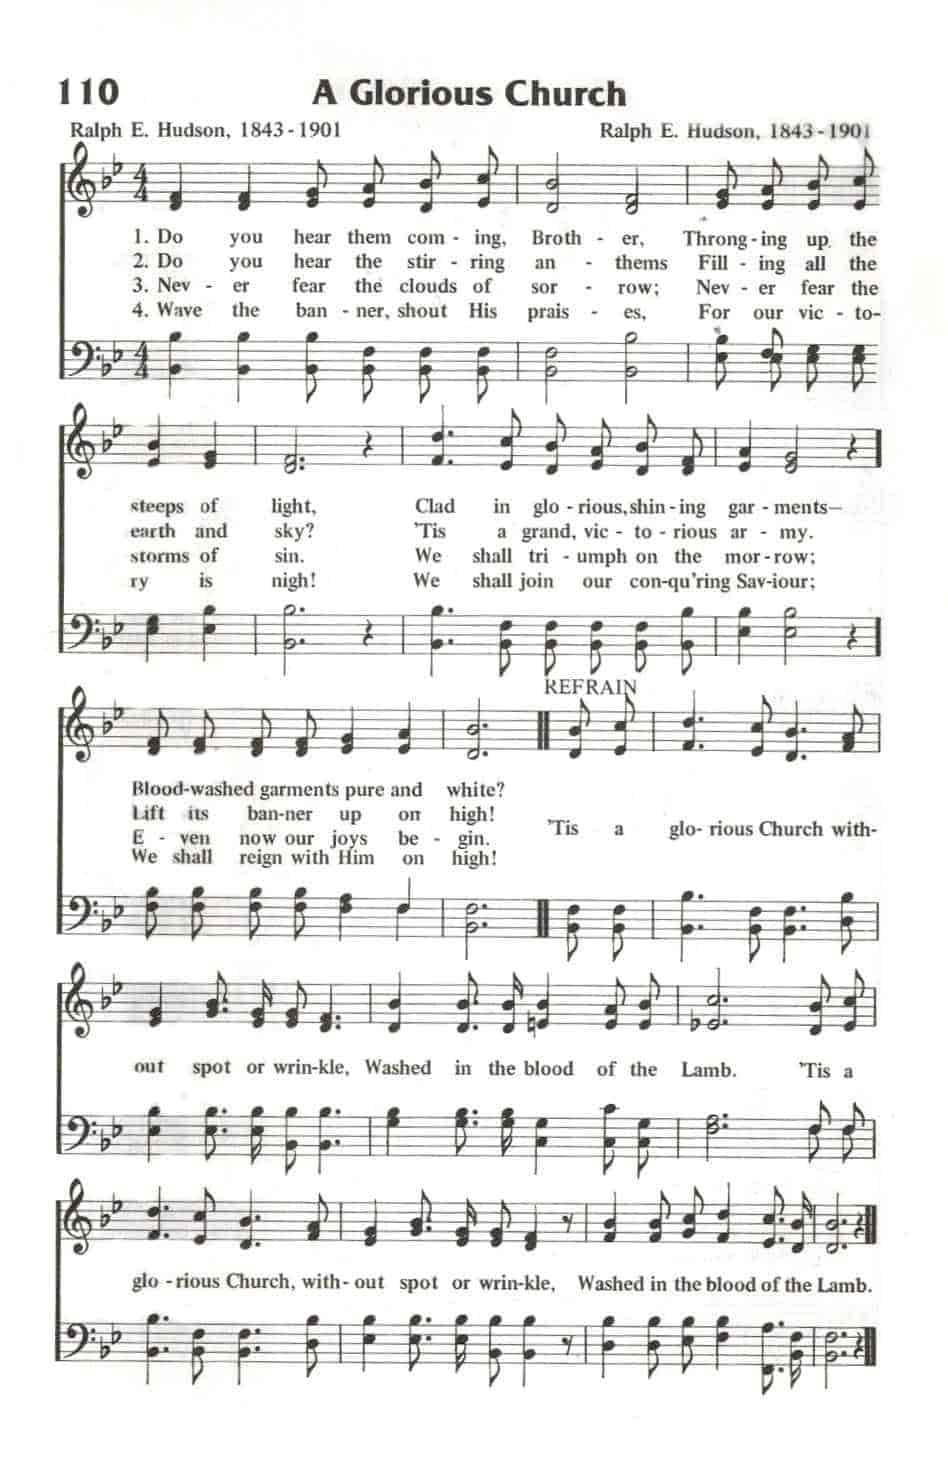 110 A Glorious Church
Ralph E. Hudson, 1843-1901 Ralph E. Hudson, 1843-1901
1. Do you hear them com - ing, Broth - er, Throng - ing up the
2. Do you hear the stir - ring an - thems Fill - ing all the
3. Nev - er fear the clouds of sor - row; Nev - er fear the
4. Wave the ban - ner, shout His prais - es, For our vic - to-
steeps of light, Clad in glo - rious, shin - ing gar - ments—
earth and sky? 'Tis a grand, vic - to - rious ar - my.
storms of sin. We shall tri - umph on the mor - row;
ry is nigh! We shall join our con-qu'ring Sav-iour;
REFRAIN
Blood-washed garments pure and white?
Lift its ban-ner up on high!
E - ven now our joys be - gin.
We shall reign with Him on high!
'Tis a glo- rious Church with-
out spot or wrin-kle, Washed in the blood of the Lamb. 'Tis a
glo - rious Church, with- out spot or wrin-kle, Washed in the blood of the Lamb.